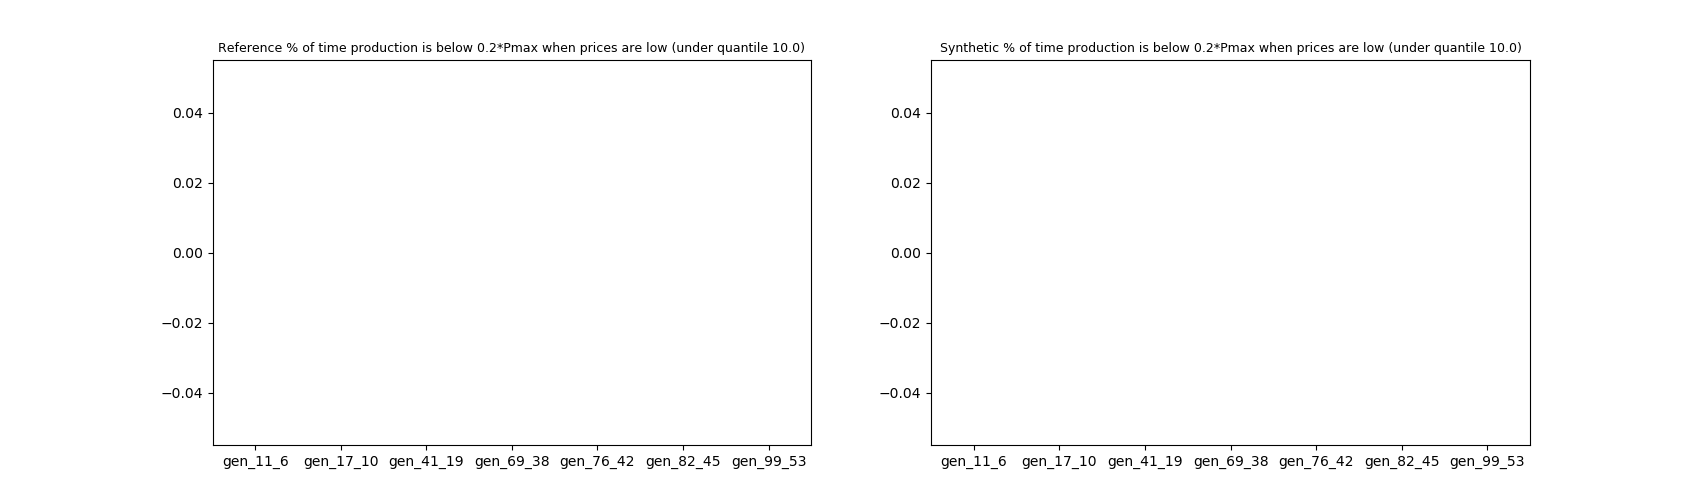 Reference % of time production is below 0.2*Pmax when prices are low (under quantile 10.0)
0.04
0.02
0.00
−0.02
−0.04
gen_11_6 gen_17_10 gen_41_19 gen_69_38 gen_76_42 gen_82_45 gen_99_53
Synthetic % of time production is below 0.2*Pmax when prices are low (under quantile 10.0)
0.04
0.02
0.00
−0.02
−0.04
gen_11_6 gen_17_10 gen_41_19 gen_69_38 gen_76_42 gen_82_45 gen_99_53